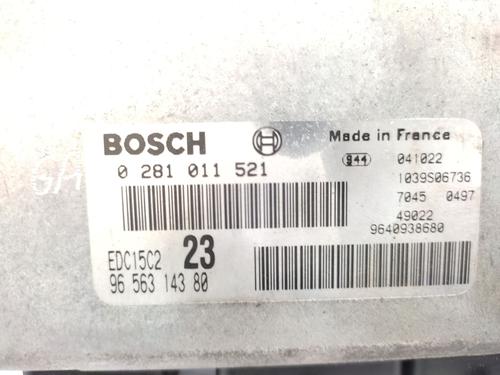 BOSCH
Made in France
0 281 011 521
944 041022
1039S06736
7045 0497
49022
9640938680
EDC15C2 23
96 563 143 80